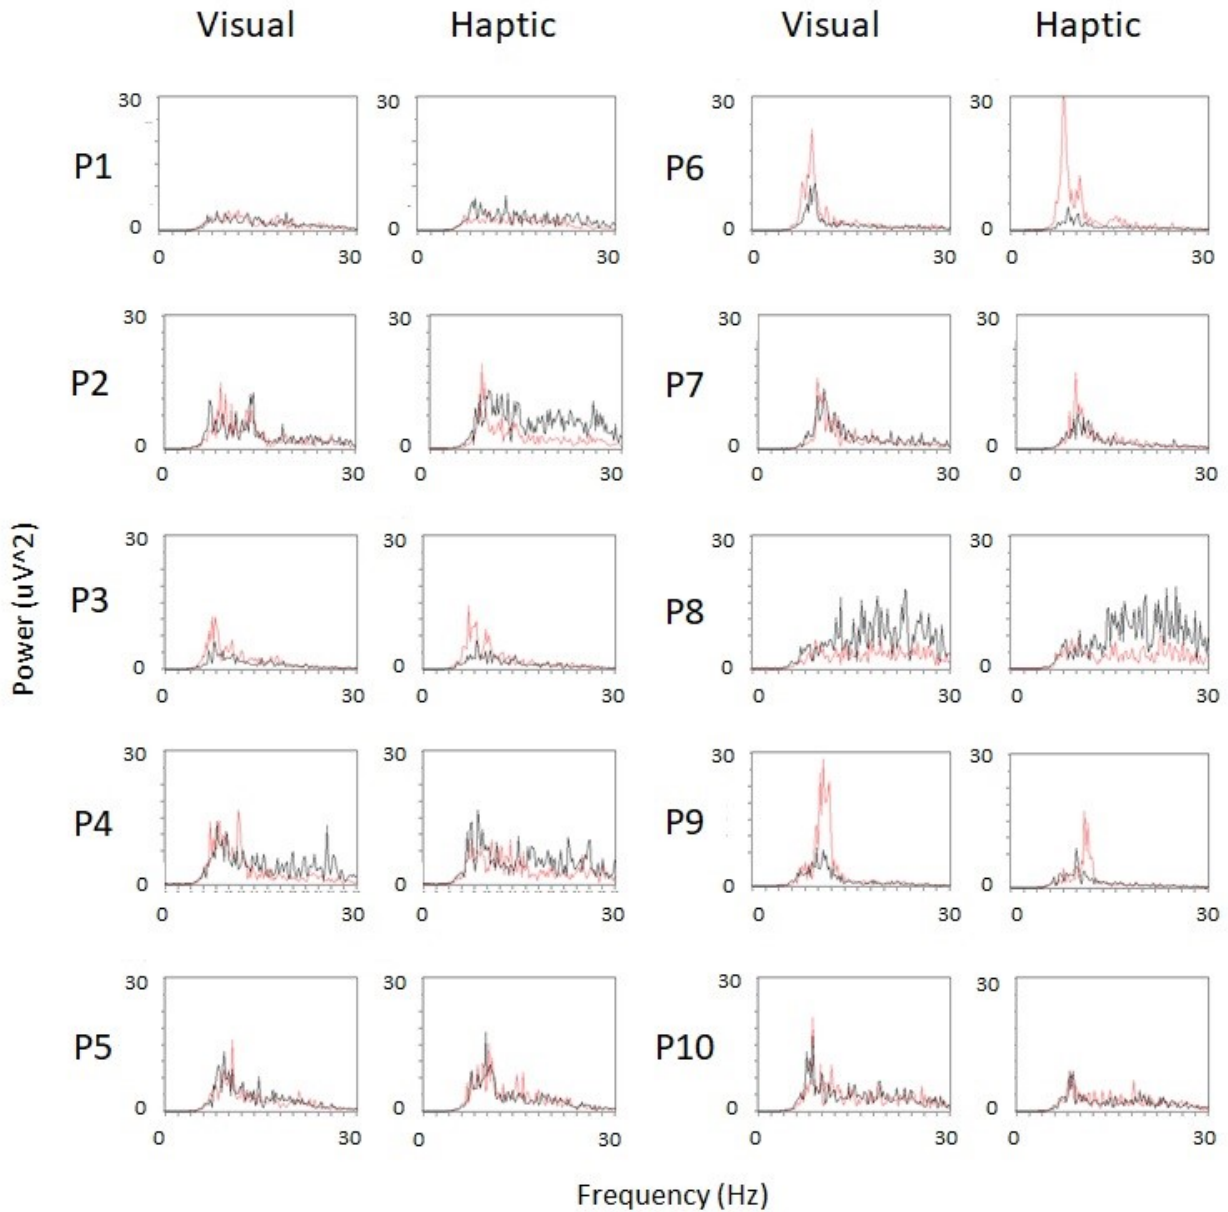 Visual Haptic Visual Haptic
P1 30 0 0 30 30 0 0 30 P6 30 0 0 30 30 0 0 30
P2 30 0 0 30 30 0 0 30 P7 30 0 0 30 30 0 0 30
P3 30 0 0 30 30 0 0 30 P8 30 0 0 30 30 0 0 30
P4 30 0 0 30 30 0 0 30 P9 30 0 0 30 30 0 0 30
P5 30 0 0 30 30 0 0 30 P10 30 0 0 30 30 0 0 30
Power (uV^2)
Frequency (Hz)